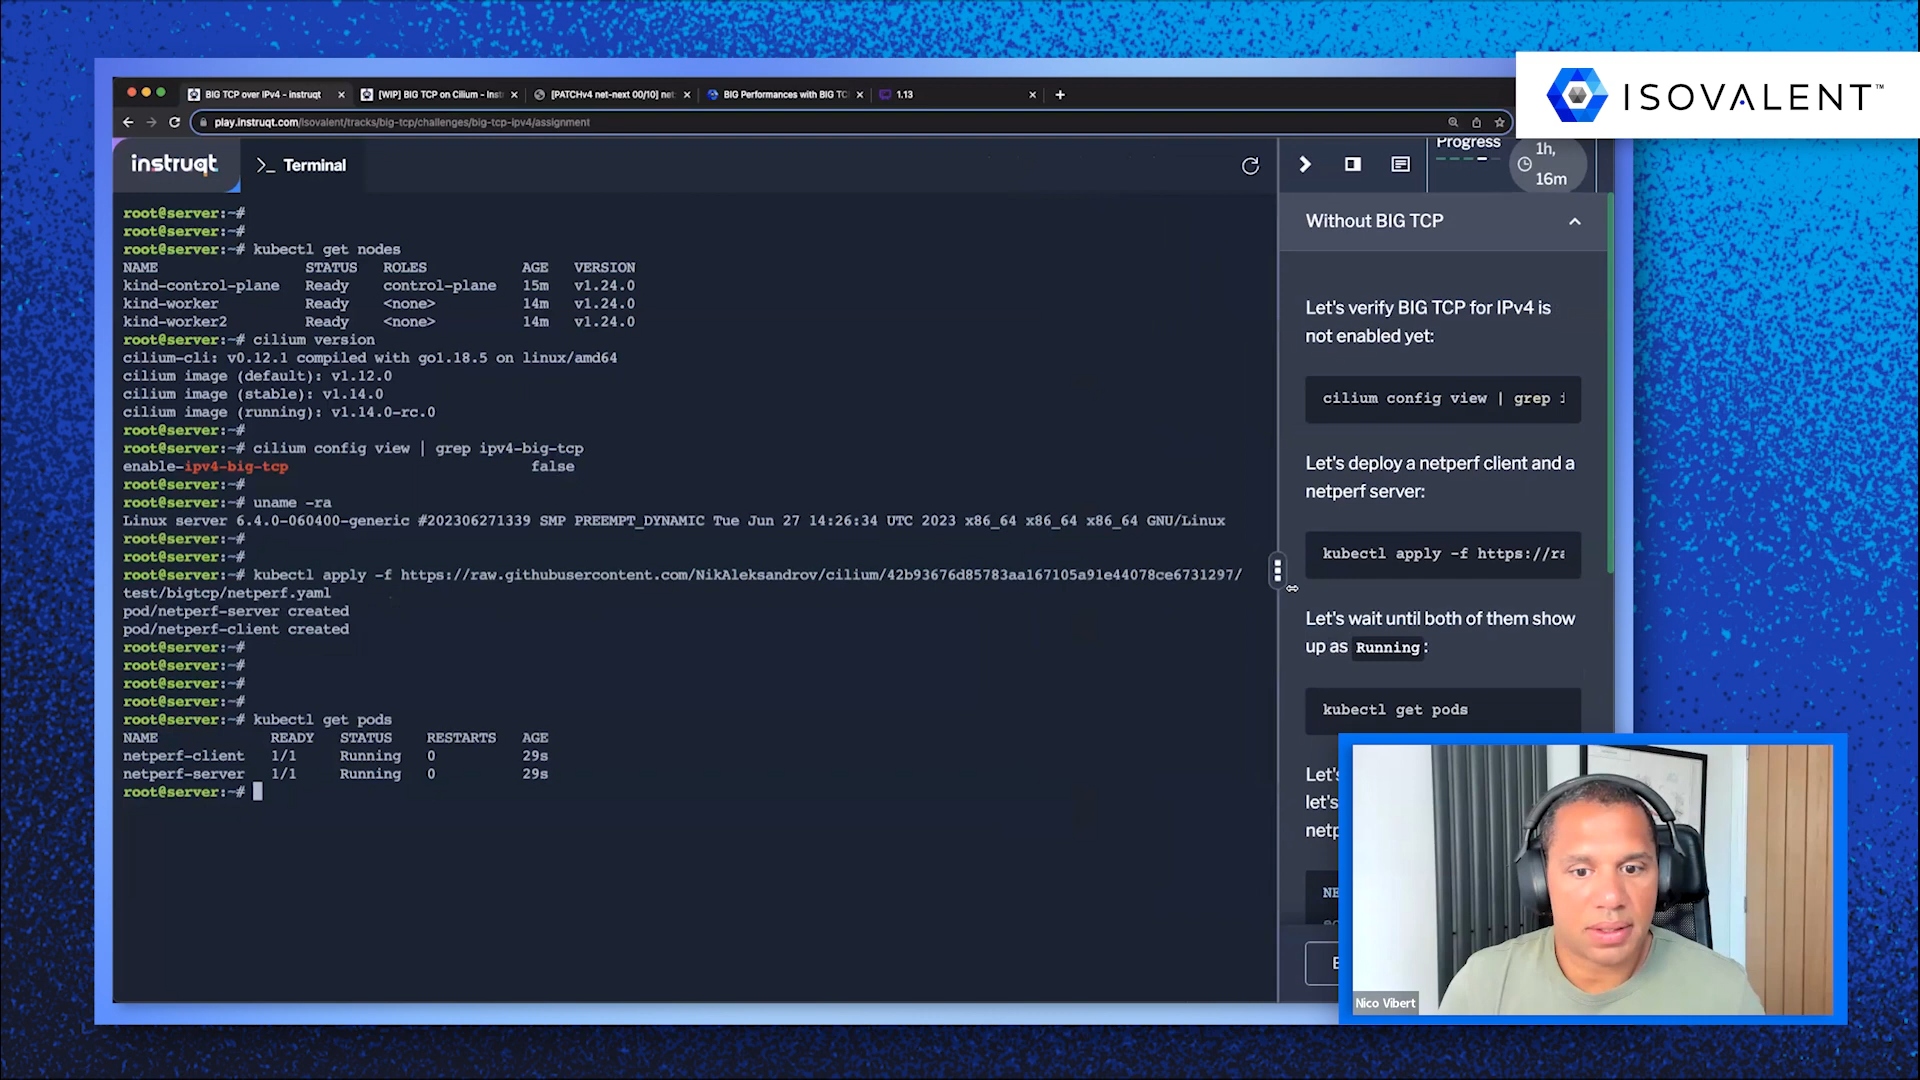 ISOVALENT™
BIG TCP over IPv4 - instruqt
[WIP] BIG TCP on Cilium - Inst
[PATCHv4 net-next 00/10] net
BIG Performances with BIG TC
1.13
play.instruqt.com/isovalent/tracks/big-tcp/challenges/big-tcp-ipv4/assignment
instruqt
>_ Terminal
Progress
1h,
16m
root@server:~#
root@server:~#
root@server:~# kubectl get nodes
NAME STATUS ROLES AGE VERSION
kind-control-plane Ready control-plane 15m v1.24.0
kind-worker Ready <none> 14m v1.24.0
kind-worker2 Ready <none> 14m v1.24.0
root@server:~# cilium version
cilium-cli: v0.12.1 compiled with go1.18.5 on linux/amd64
cilium image (default): v1.12.0
cilium image (stable): v1.14.0
cilium image (running): v1.14.0-rc.0
root@server:~#
root@server:~# cilium config view | grep ipv4-big-tcp
enable-ipv4-big-tcp false
root@server:~#
root@server:~# uname -ra
Linux server 6.4.0-060400-generic #202306271339 SMP PREEMPT_DYNAMIC Tue Jun 27 14:26:34 UTC 2023 x86_64 x86_64 x86_64 GNU/Linux
root@server:~#
root@server:~#
root@server:~# kubectl apply -f https://raw.githubusercontent.com/NikAleksandrov/cilium/42b93676d85783aa167105a91e44078ce6731297/
test/bigtcp/netperf.yaml
pod/netperf-server created
pod/netperf-client created
root@server:~#
root@server:~#
root@server:~#
root@server:~#
root@server:~# kubectl get pods
NAME READY STATUS RESTARTS AGE
netperf-client 1/1 Running 0 29s
netperf-server 1/1 Running 0 29s
root@server:~#
Without BIG TCP
Let's verify BIG TCP for IPv4 is
not enabled yet:
cilium config view | grep i
Let's deploy a netperf client and a
netperf server:
kubectl apply -f https://ra
Let's wait until both of them show
up as Running:
kubectl get pods
Let's
let's
netp
NE
Nico Vibert